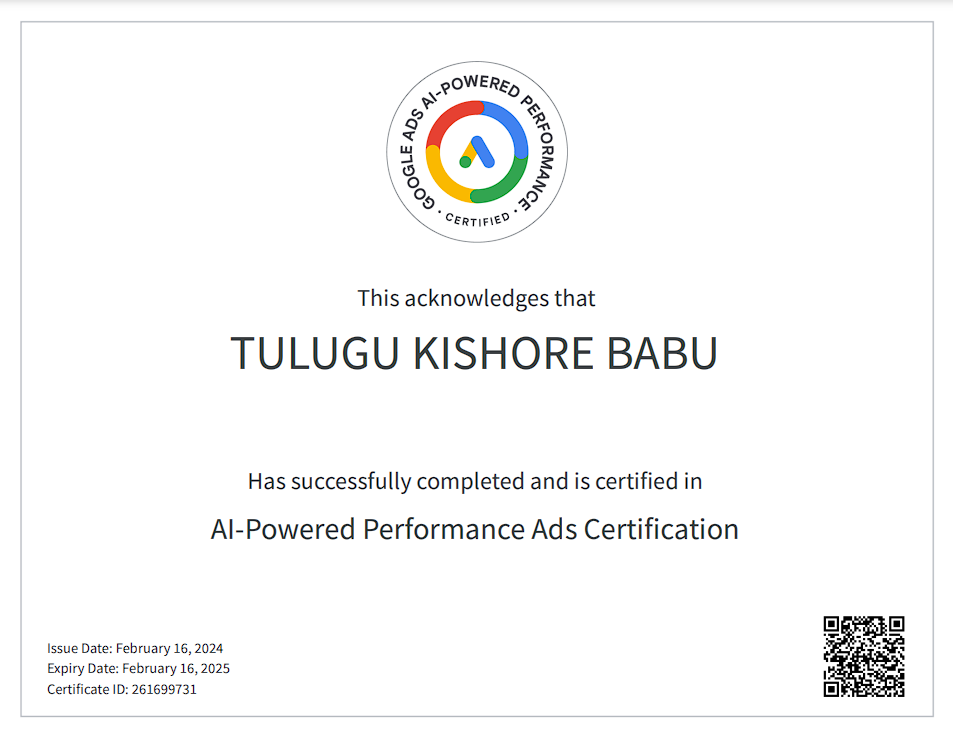 GOOGLE ADS AI-POWERED PERFORMANCE
• CERTIFIED •
This acknowledges that
TULUGU KISHORE BABU
Has successfully completed and is certified in
AI-Powered Performance Ads Certification
Issue Date: February 16, 2024
Expiry Date: February 16, 2025
Certificate ID: 261699731